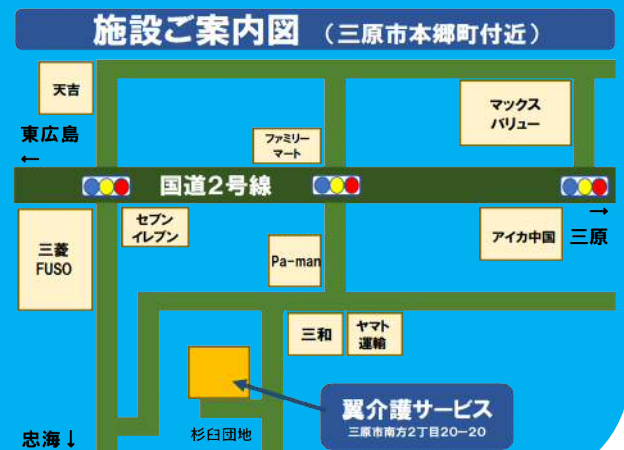 施設ご案内図 (三原市本郷町付近)
天吉
マックス
バリュー
東広島
←
ファミリー
マート
国道2号線
→
三原
セブン
イレブン
三菱
FUSO
アイカ中国
Pa-man
三和
ヤマト
運輸
翼介護サービス
三原市南方2丁目20-20
杉臼団地
忠海↓